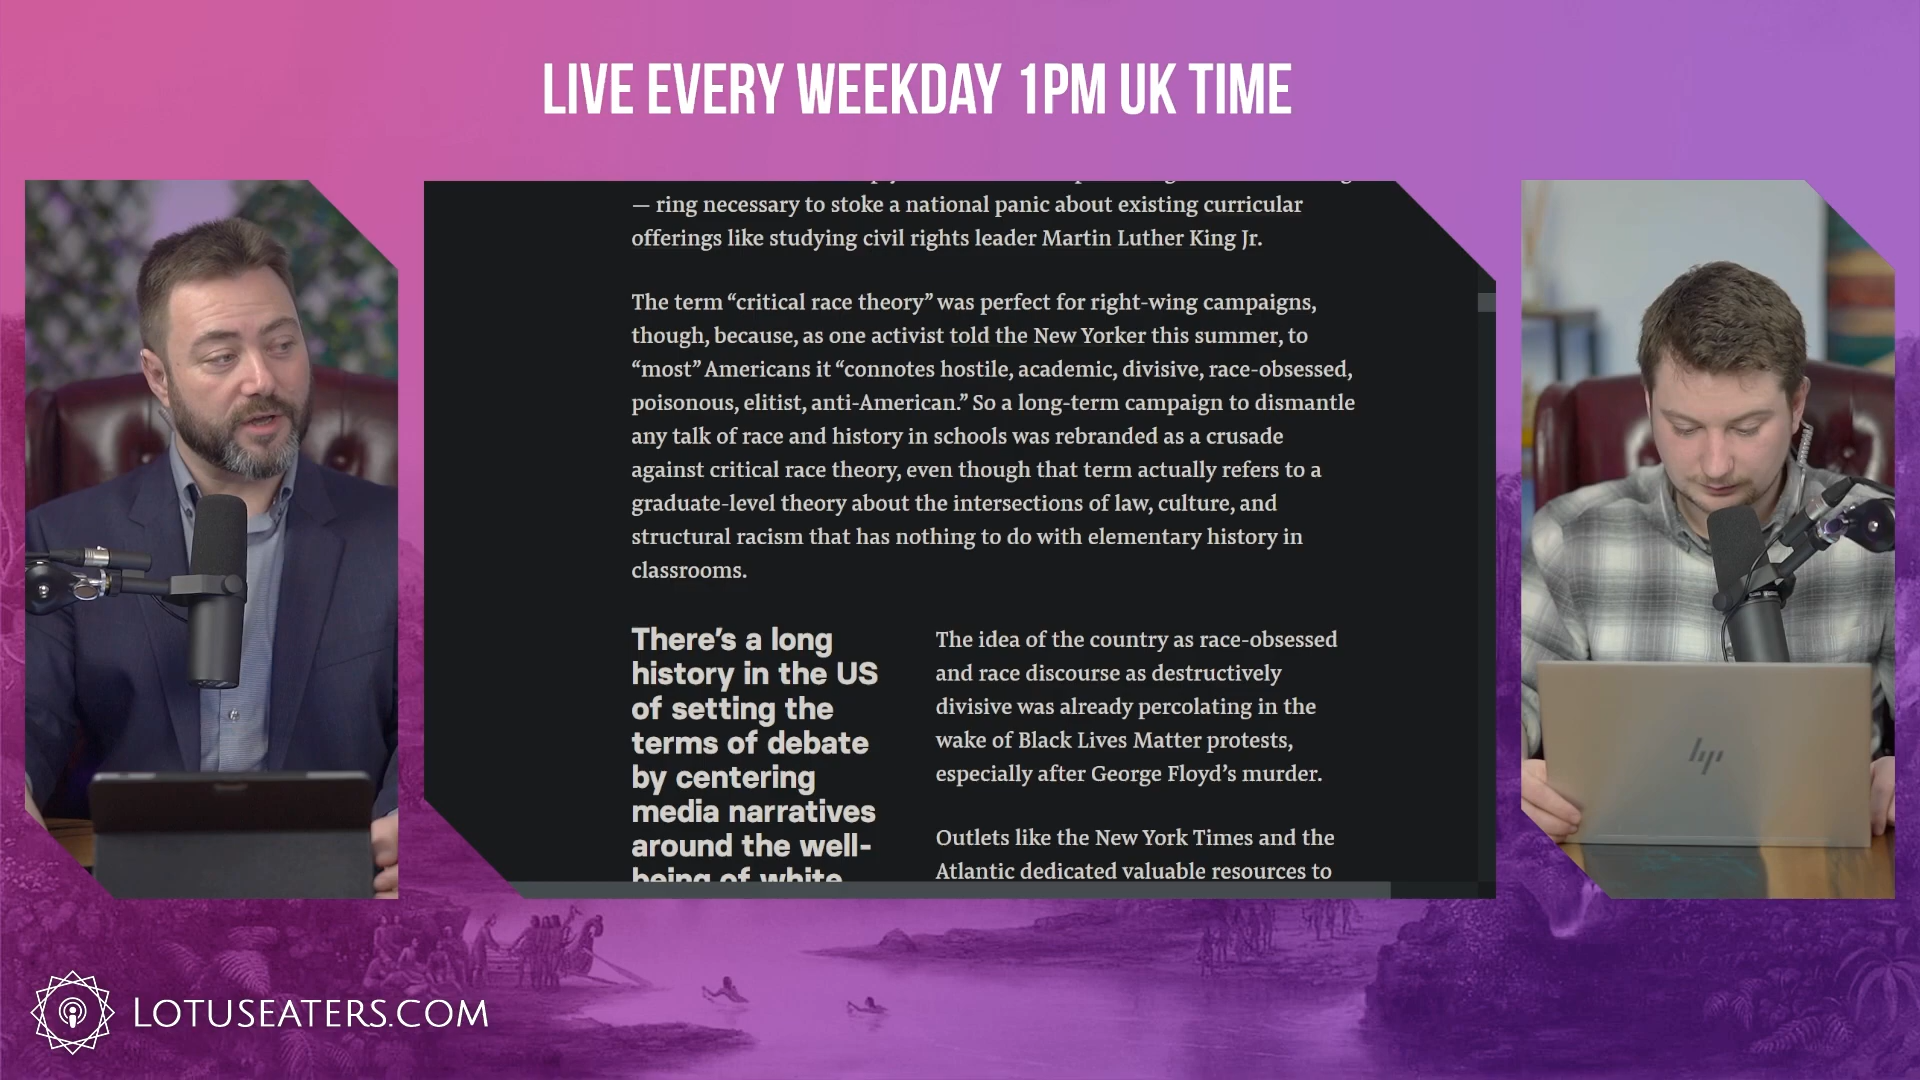 LIVE EVERY WEEKDAY 1PM UK TIME
— ring necessary to stoke a national panic about existing curricular
offerings like studying civil rights leader Martin Luther King Jr.
The term “critical race theory” was perfect for right-wing campaigns,
though, because, as one activist told the New Yorker this summer, to
“most” Americans it “connotes hostile, academic, divisive, race-obsessed,
poisonous, elitist, anti-American.” So a long-term campaign to dismantle
any talk of race and history in schools was rebranded as a crusade
against critical race theory, even though that term actually refers to a
graduate-level theory about the intersections of law, culture, and
structural racism that has nothing to do with elementary history in
classrooms.
There’s a long
history in the US
of setting the
terms of debate
by centering
media narratives
around the well-
being of white
The idea of the country as race-obsessed
and race discourse as destructively
divisive was already percolating in the
wake of Black Lives Matter protests,
especially after George Floyd’s murder.
Outlets like the New York Times and the
Atlantic dedicated valuable resources to
hp
LOTUSEATERS.COM